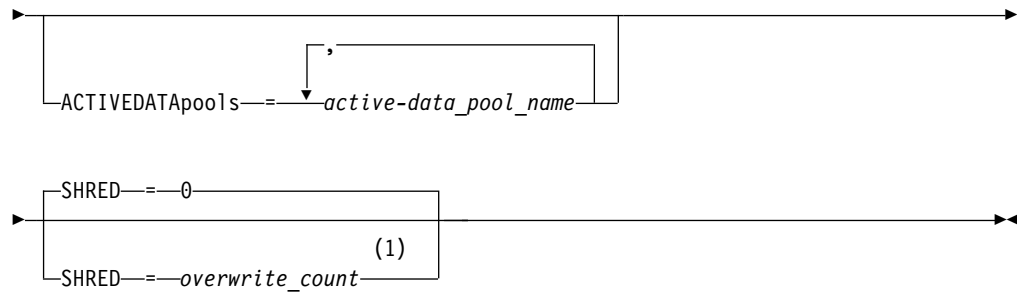 ,
ACTIVEDATApools = active-data_pool_name
SHRED = 0
(1)
SHRED = overwrite_count